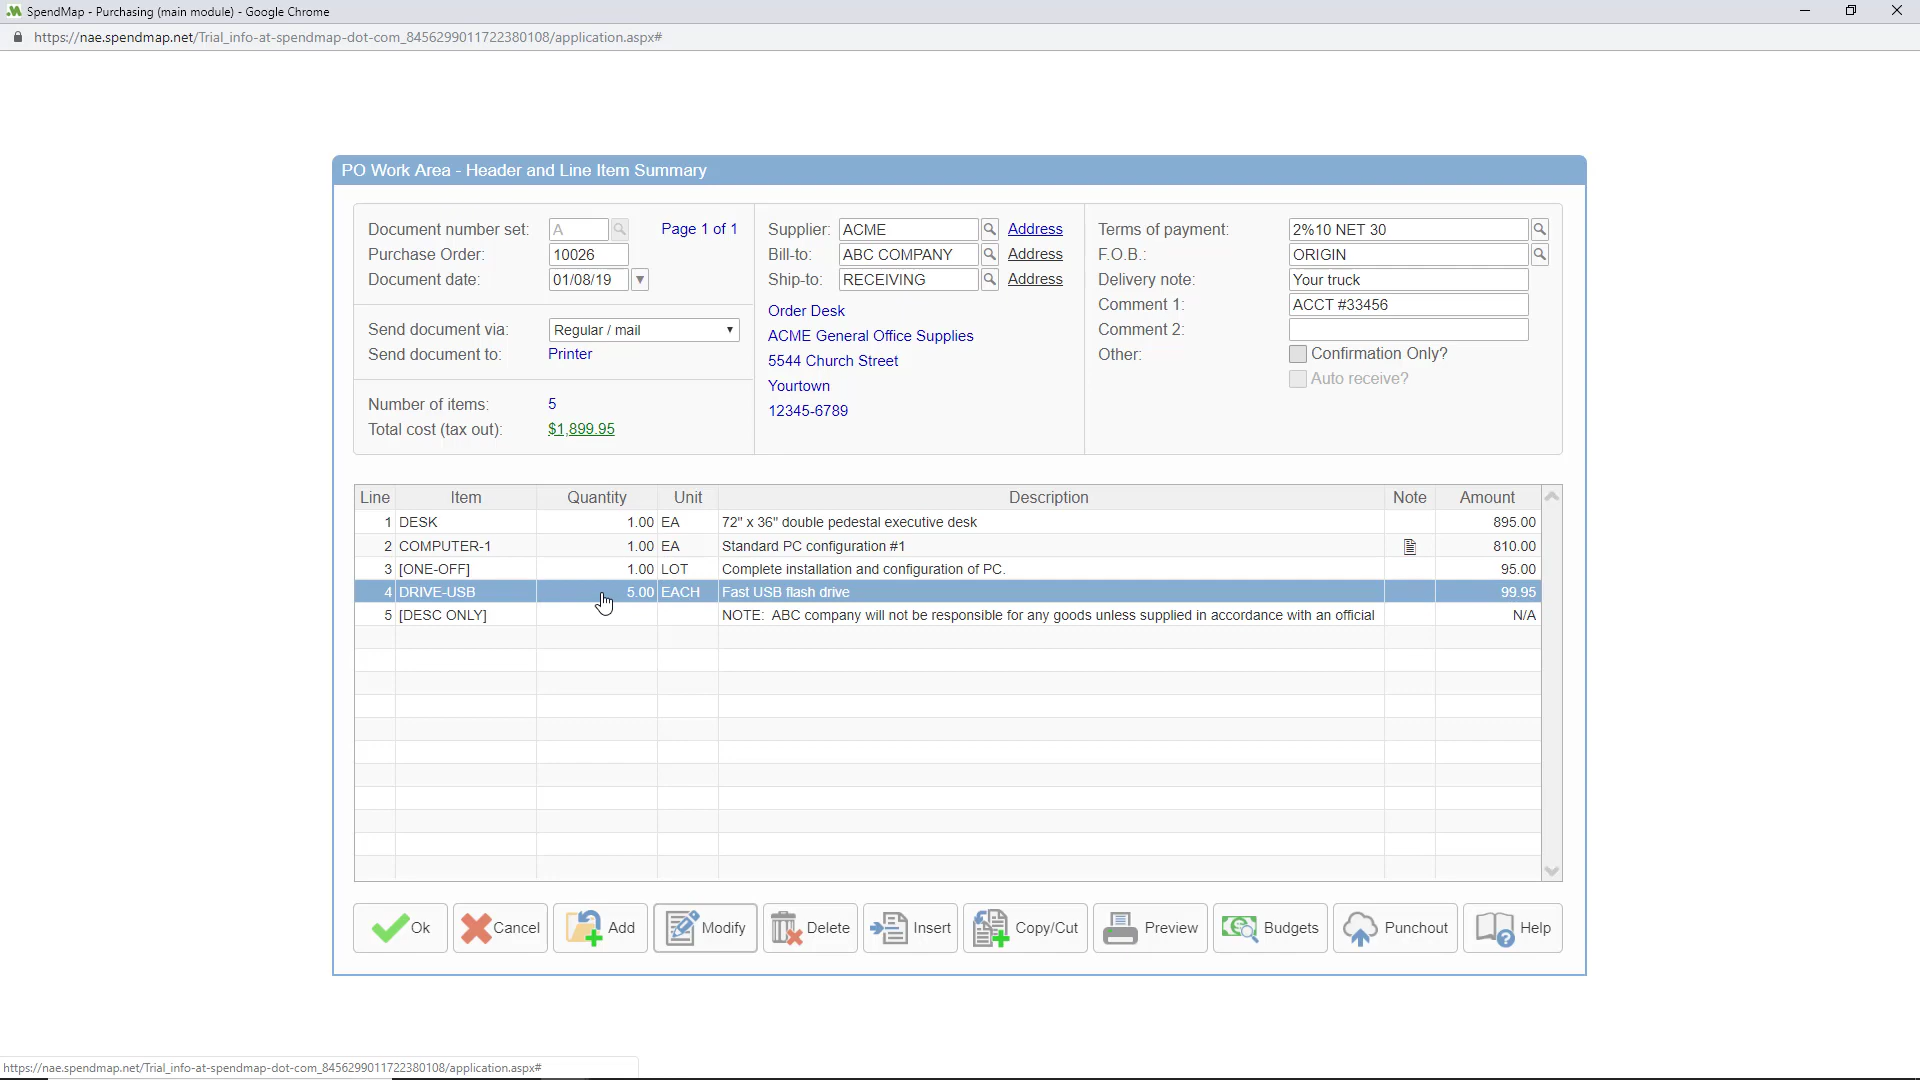 SpendMap - Purchasing (main module) - Google Chrome
https://nae.spendmap.net/Trial_info-at-spendmap-dot-com_8456299011722380108/application.aspx#
PO Work Area - Header and Line Item Summary
Document number set: A Page 1 of 1
Purchase Order: 10026
Document date: 01/08/19
Send document via: Regular / mail
Send document to: Printer
Number of items: 5
Total cost (tax out): $1,899.95
Supplier: ACME Address
Bill-to: ABC COMPANY Address
Ship-to: RECEIVING Address
Order Desk
ACME General Office Supplies
5544 Church Street
Yourtown
12345-6789
Terms of payment: 2%10 NET 30
F.O.B.: ORIGIN
Delivery note: Your truck
Comment 1: ACCT #33456
Comment 2:
Other: Confirmation Only?
Auto receive?
Line Item Quantity Unit Description Note Amount
1 DESK 1.00 EA 72" x 36" double pedestal executive desk 895.00
2 COMPUTER-1 1.00 EA Standard PC configuration #1 810.00
3 [ONE-OFF] 1.00 LOT Complete installation and configuration of PC. 95.00
4 DRIVE-USB 5.00 EACH Fast USB flash drive 99.95
5 [DESC ONLY] NOTE: ABC company will not be responsible for any goods unless supplied in accordance with an official N/A
Ok Cancel Add Modify Delete Insert Copy/Cut Preview Budgets Punchout Help
https://nae.spendmap.net/Trial_info-at-spendmap-dot-com_8456299011722380108/application.aspx#